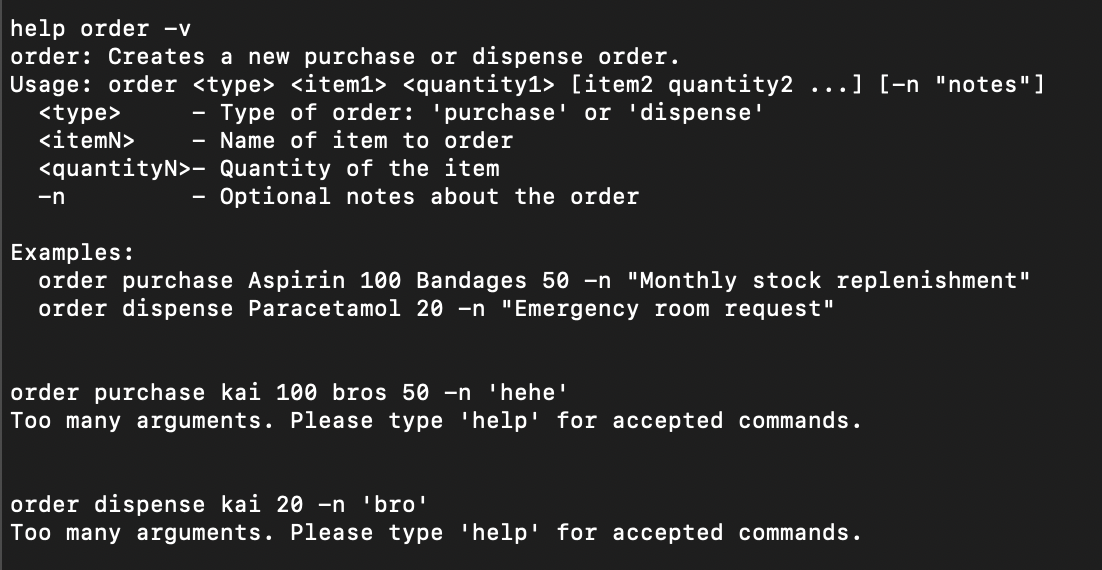 help order -v
order: Creates a new purchase or dispense order.
Usage: order <type> <item1> <quantity1> [item2 quantity2 ...] [-n "notes"]
  <type>     - Type of order: 'purchase' or 'dispense'
  <itemN>    - Name of item to order
  <quantityN>- Quantity of the item
  -n         - Optional notes about the order

Examples:
  order purchase Aspirin 100 Bandages 50 -n "Monthly stock replenishment"
  order dispense Paracetamol 20 -n "Emergency room request"

order purchase kai 100 bros 50 -n 'hehe'
Too many arguments. Please type 'help' for accepted commands.

order dispense kai 20 -n 'bro'
Too many arguments. Please type 'help' for accepted commands.